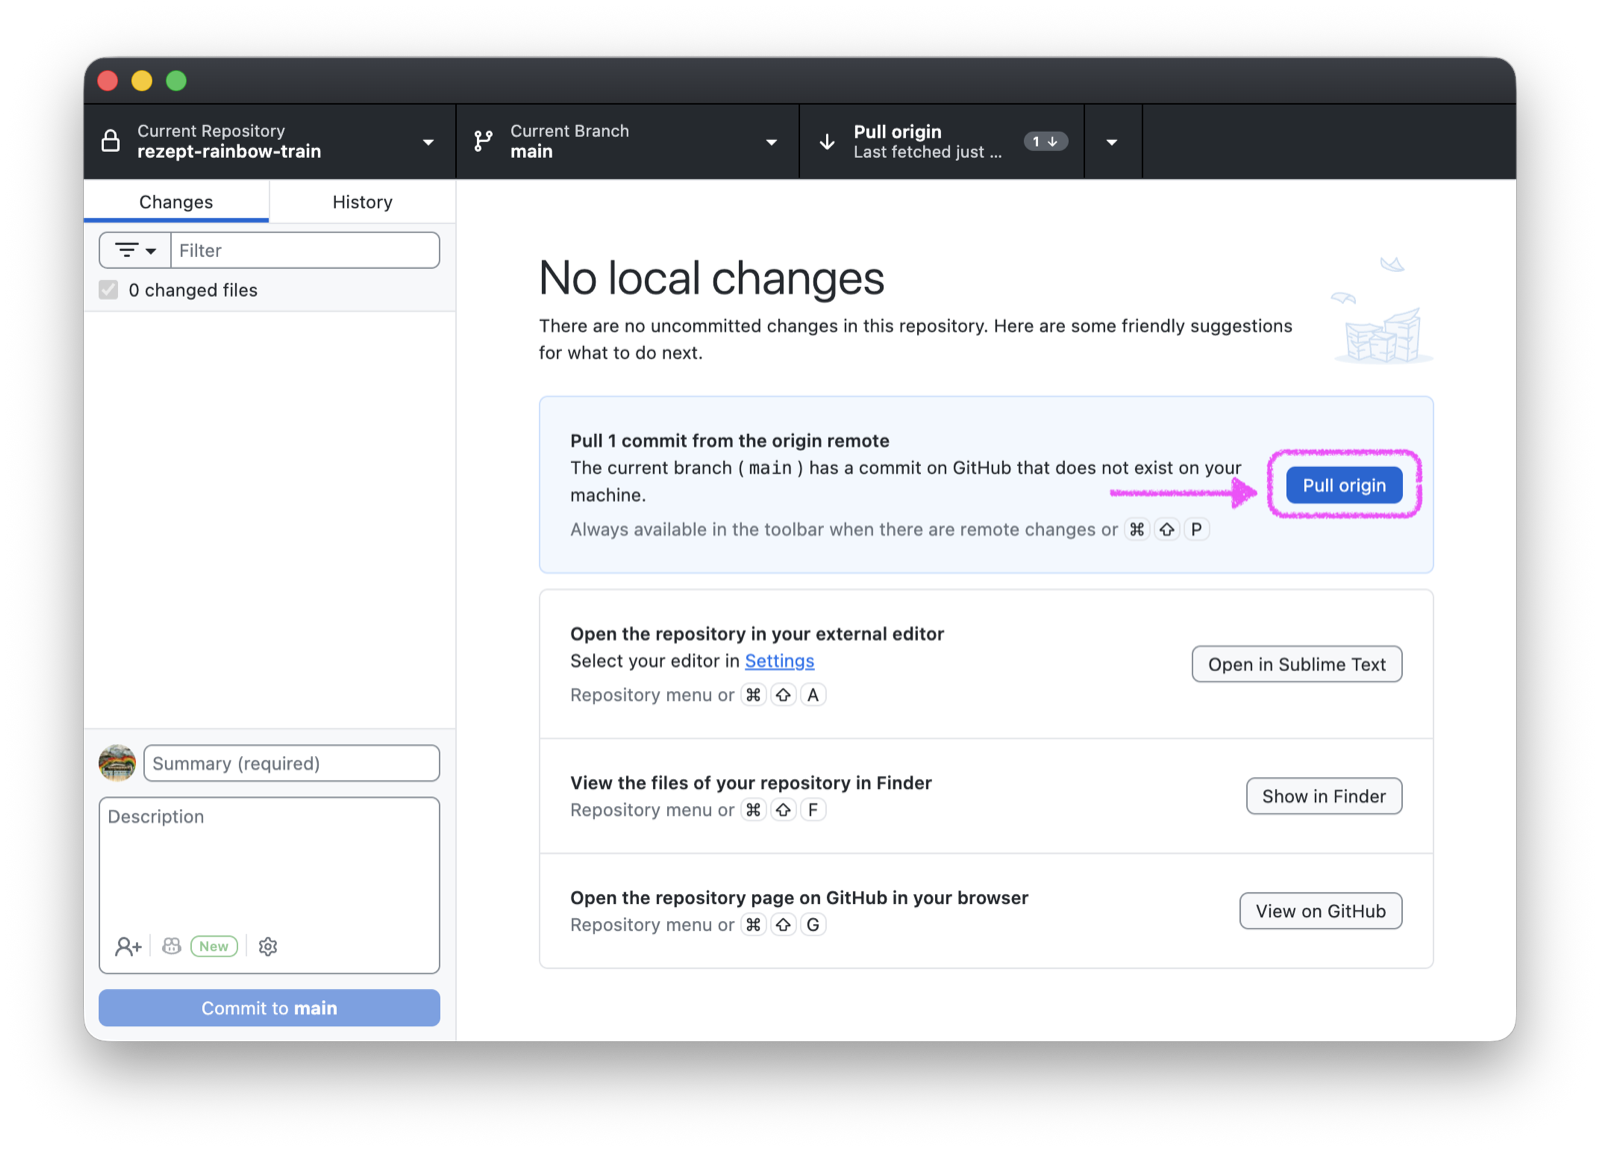 Current Repository
rezept-rainbow-train
Current Branch
main
Pull origin
Last fetched just ...
1 ↓
Changes
History
Filter
0 changed files
No local changes
There are no uncommitted changes in this repository. Here are some friendly suggestions
for what to do next.
Pull 1 commit from the origin remote
The current branch ( main ) has a commit on GitHub that does not exist on your
machine.
Always available in the toolbar when there are remote changes or ⌘ ⇧ P
Pull origin
Open the repository in your external editor
Select your editor in Settings
Repository menu or ⌘ ⇧ A
Open in Sublime Text
View the files of your repository in Finder
Repository menu or ⌘ ⇧ F
Show in Finder
Open the repository page on GitHub in your browser
Repository menu or ⌘ ⇧ G
View on GitHub
Summary (required)
Description
New
Commit to main